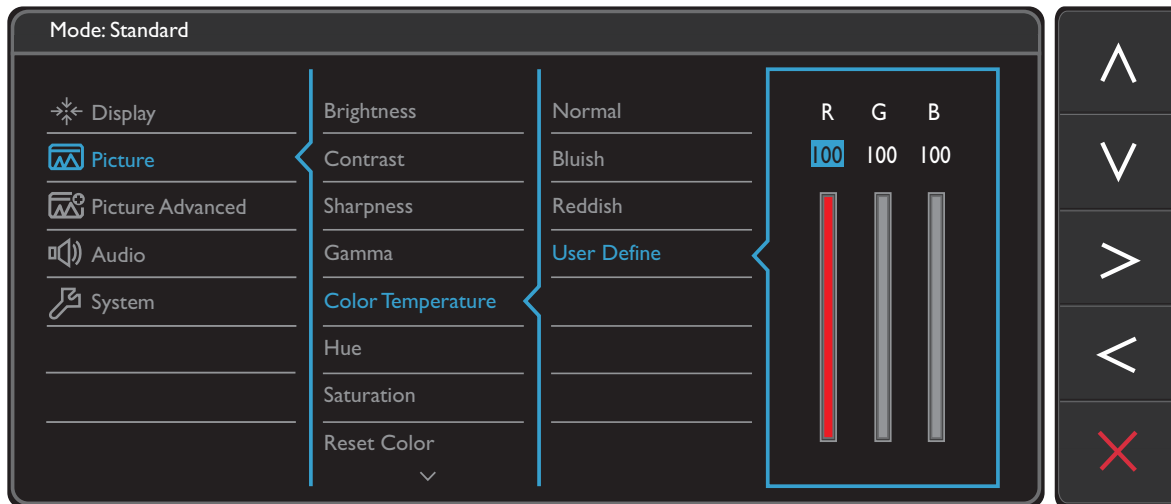 Mode: Standard
Display
Picture
Picture Advanced
Audio
System
Brightness
Contrast
Sharpness
Gamma
Color Temperature
Hue
Saturation
Reset Color
Normal
Bluish
Reddish
User Define
R G B
100 100 100